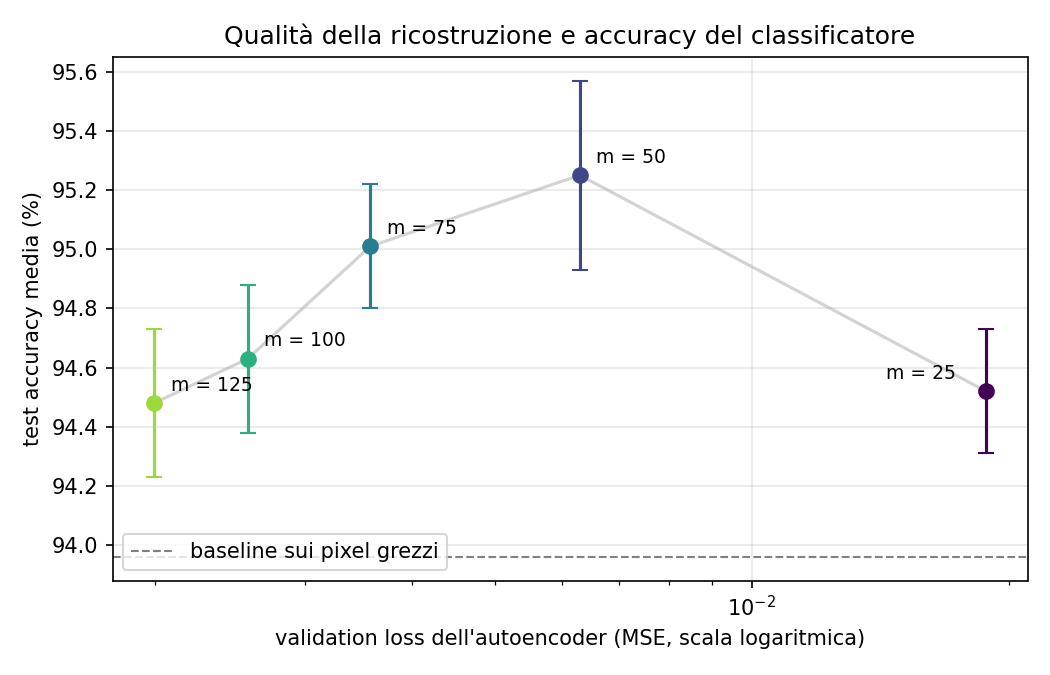 Qualità della ricostruzione e accuracy del classificatore
test accuracy media (%)
95.6
95.4
95.2
95.0
94.8
94.6
94.4
94.2
94.0
m = 50
m = 75
m = 100
m = 125
m = 25
baseline sui pixel grezzi
10⁻²
validation loss dell'autoencoder (MSE, scala logaritmica)